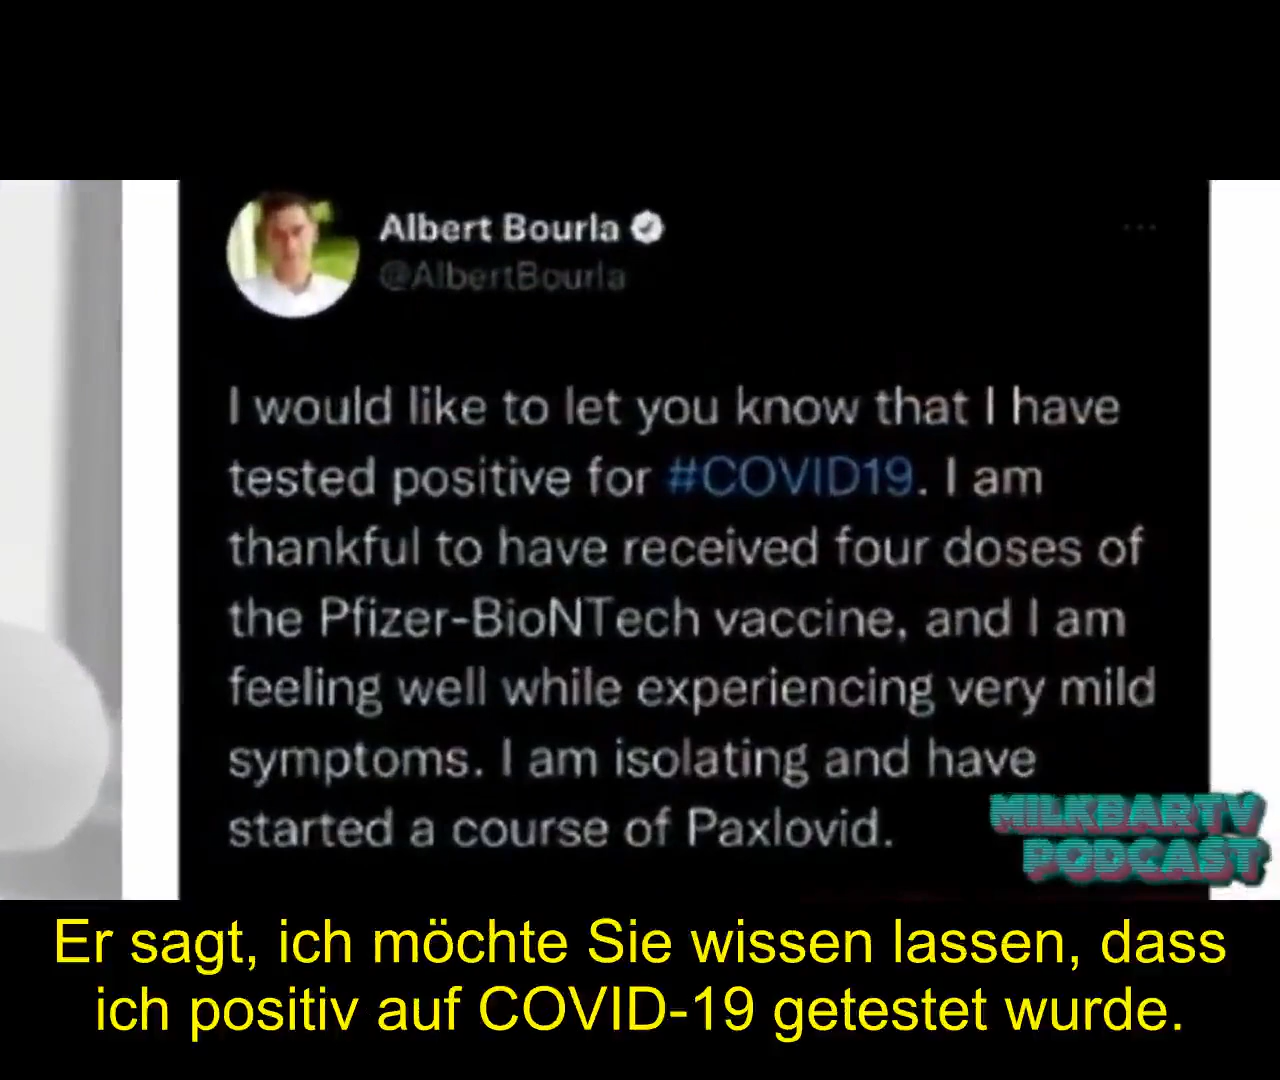 Albert Bourla
@AlbertBourla
I would like to let you know that I have
tested positive for #COVID19. I am
thankful to have received four doses of
the Pfizer-BioNTech vaccine, and I am
feeling well while experiencing very mild
symptoms. I am isolating and have
started a course of Paxlovid.
MILKBARTV
PODCAST
Er sagt, ich möchte Sie wissen lassen, dass
ich positiv auf COVID-19 getestet wurde.